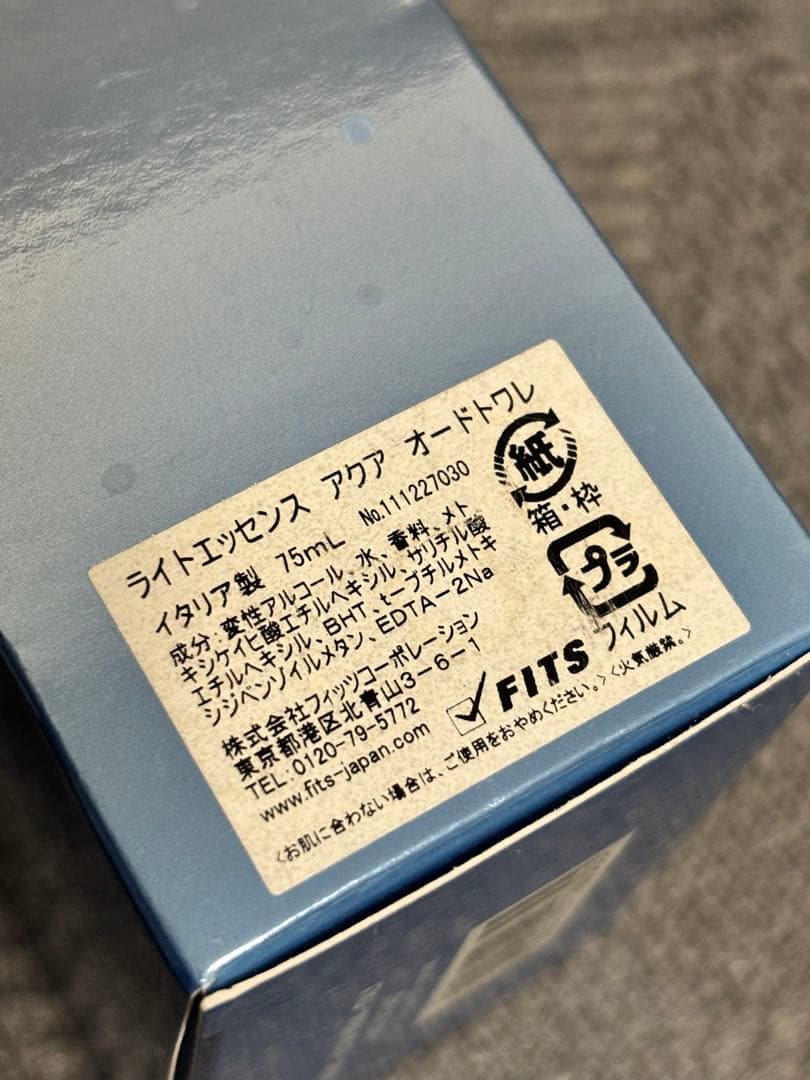 ライトエッセンス アクア オードトワレ
イタリア製 75mL No.111227030
成分:変性アルコール、水、香料、メト
キシケイヒ酸エチルヘキシル、サリチル酸
エチルヘキシル、BHT、t-ブチルメトキ
シジベンゾイルメタン、EDTA-2Na
株式会社フィッツコーポレーション
東京都港区北青山3-6-1
TEL:0120-79-5772
www.fits-japan.com
FITS
〈お肌に合わない場合は、ご使用をおやめください。〉〈火気厳禁。〉
紙
箱・枠
プラ
フィルム